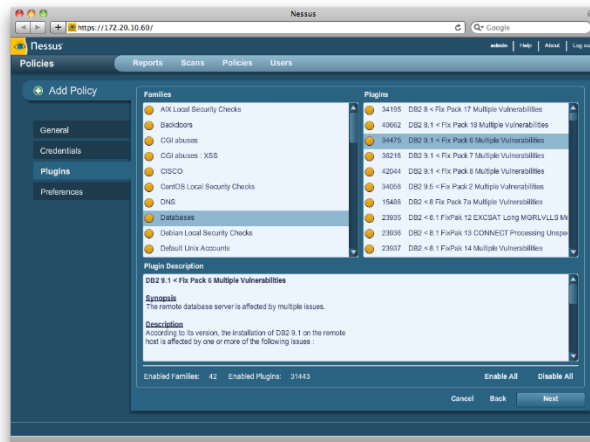 Nessus
https://172.20.10.60/
Google
Nessus
admin | Help | About | Log ou
Policies
Reports Scans Policies Users
Add Policy
General
Credentials
Plugins
Preferences
Families
AIX Local Security Checks
Backdoors
CGI abuses
CGI abuses : XSS
CISCO
CentOS Local Security Checks
DNS
Databases
Debian Local Security Checks
Default Unix Accounts
Plugins
34195 DB2 8 < Fix Pack 17 Multiple Vulnerabilities
40662 DB2 8.1 < Fix Pack 18 Multiple Vulnerabilities
34475 DB2 9.1 < Fix Pack 6 Multiple Vulnerabilities
36216 DB2 9.1 < Fix Pack 7 Multiple Vulnerabilities
42044 DB2 9.1 < Fix Pack 8 Multiple Vulnerabilities
34056 DB2 9.5 < Fix Pack 2 Multiple Vulnerabilities
15486 DB2 < 8 Fix Pack 7a Multiple Vulnerabilities
23935 DB2 < 8.1 FixPak 12 EXCSAT Long MGRLVLLS Me
23936 DB2 < 8.1 FixPak 13 CONNECT Processing Unspe
23937 DB2 < 8.1 FixPak 14 Multiple Vulnerabilities
Plugin Description
DB2 9.1 < Fix Pack 6 Multiple Vulnerabilities
Synopsis
The remote database server is affected by multiple issues.
Description
According to its version, the installation of DB2 9.1 on the remote
host is affected by one or more of the following issues :
Enabled Families: 42 Enabled Plugins: 31443
Enable All Disable All
Cancel Back Next